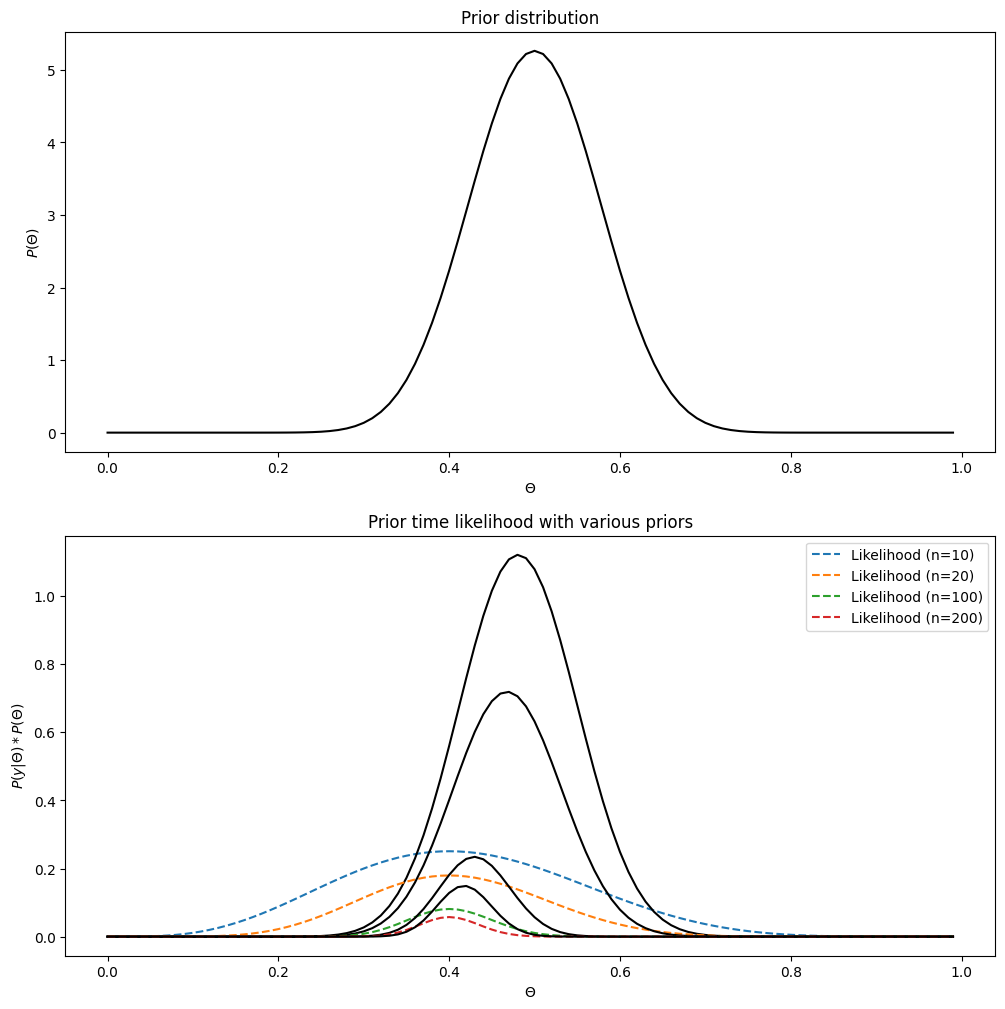 Prior distribution
P(Θ)
5
4
3
2
1
0
0.0 0.2 0.4 0.6 0.8 1.0
Θ
Prior time likelihood with various priors
P(y|Θ) * P(Θ)
1.0
0.8
0.6
0.4
0.2
0.0
Likelihood (n=10)
Likelihood (n=20)
Likelihood (n=100)
Likelihood (n=200)
0.0 0.2 0.4 0.6 0.8 1.0
Θ